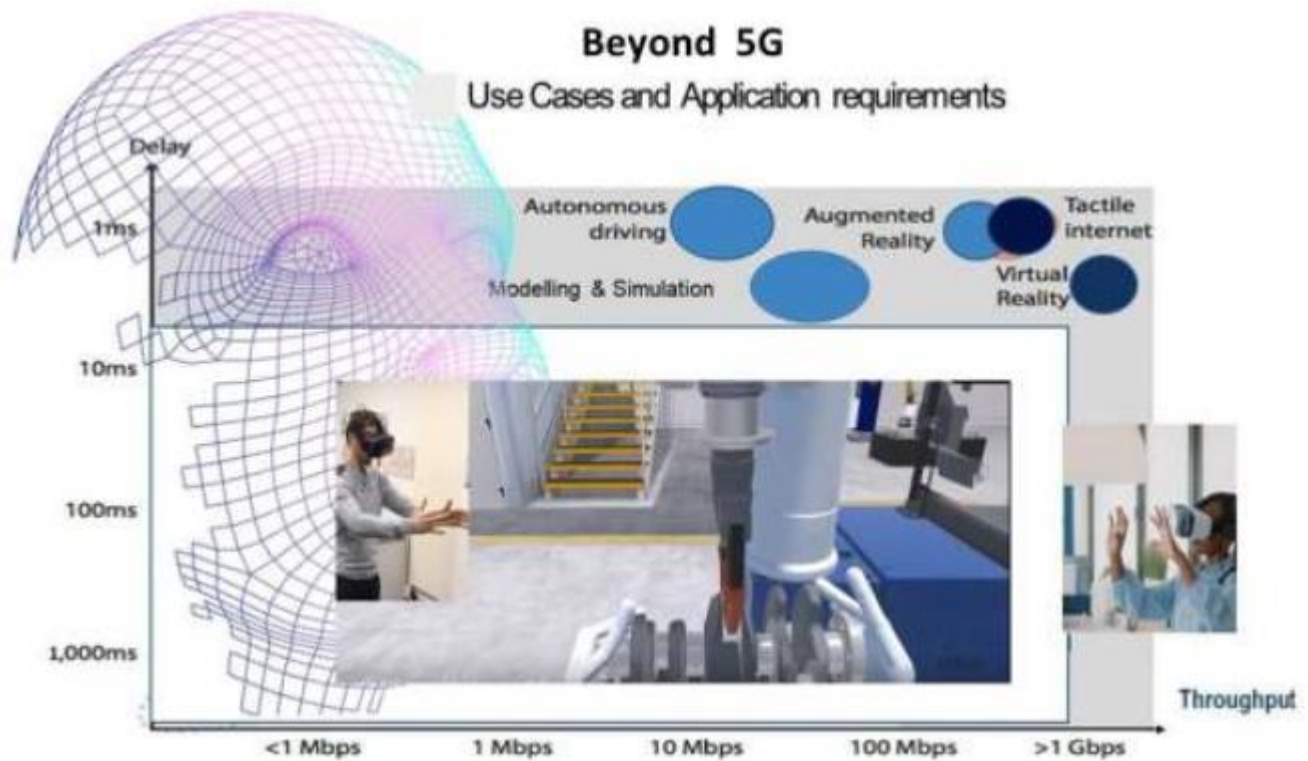 Beyond 5G
Use Cases and Application requirements
Delay
1ms
Autonomous
driving
Augmented
Reality
Tactile
internet
Modelling & Simulation
Virtual
Reality
10ms
100ms
1,000ms
Throughput
<1 Mbps
1 Mbps
10 Mbps
100 Mbps
>1 Gbps